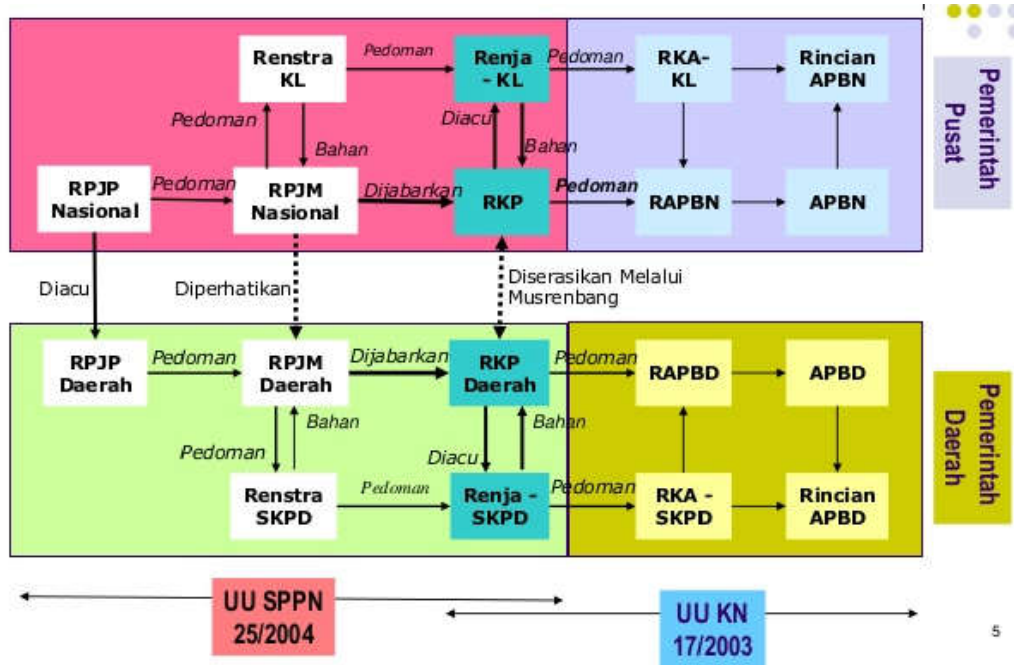 Renstra
KL
Pedoman
Renja
- KL
Pedoman
RKA-
KL
Rincian
APBN
Pedoman
Bahan
Diacu
Bahan
RPJP
Nasional
Pedoman
RPJM
Nasional
Dijabarkan
RKP
Pedoman
RAPBN
APBN
Pemerintah
Pusat
Diacu
Diperhatikan
Diserasikan Melalui
Musrenbang
RPJP
Daerah
Pedoman
RPJM
Daerah
Dijabarkan
RKP
Daerah
Pedoman
RAPBD
APBD
Pedoman
Bahan
Diacu
Bahan
Renstra
SKPD
Pedoman
Renja -
SKPD
Pedoman
RKA -
SKPD
Rincian
APBD
Pemerintah
Daerah
UU SPPN
25/2004
UU KN
17/2003
5